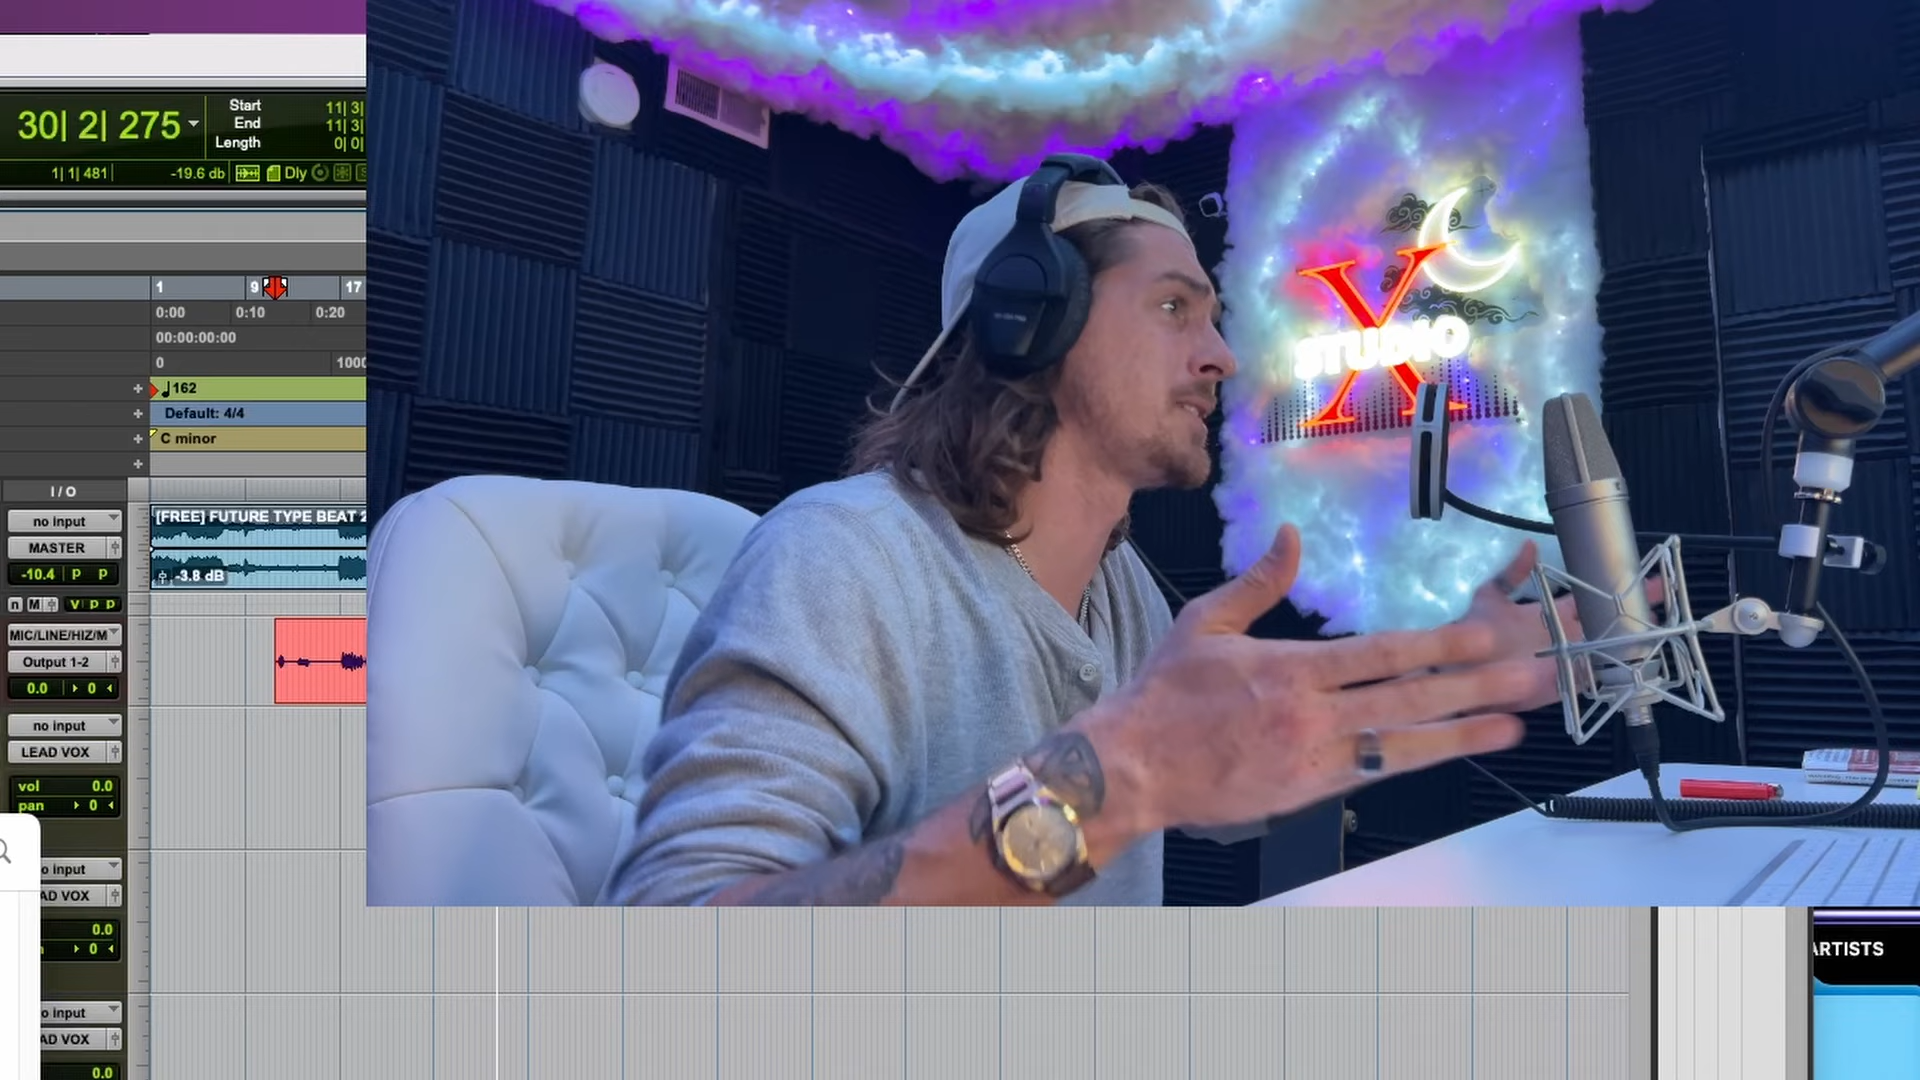 30| 2| 275
Start
End
Length
11| 3|
11| 3|
0| 0|
1| 1| 481
-19.6 db
Dly
1
9
17
0:00
0:10
0:20
00:00:00:00
0
1000
+
162
+
Default: 4/4
+
C minor
+
I / O
no input
MASTER
-10.4
p p
[FREE] FUTURE TYPE BEAT 2
-3.8 dB
n M V p p
MIC/LINE/HIZ/M
Output 1-2
0.0
0
no input
LEAD VOX
vol 0.0
pan 0
o input
AD VOX
0.0
0
o input
AD VOX
0.0
X
STUDIO
ARTISTS